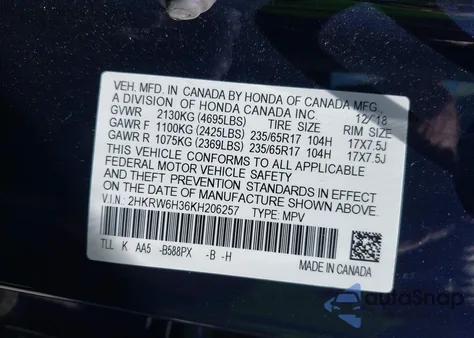 VEH. MFD. IN CANADA BY HONDA OF CANADA MFG.,
A DIVISION OF HONDA CANADA INC. 12/18
GVWR 2130KG (4695LBS) TIRE SIZE RIM SIZE
GAWR F 1100KG (2425LBS) 235/65R17 104H 17X7.5J
GAWR R 1075KG (2369LBS) 235/65R17 104H 17X7.5J
THIS VEHICLE CONFORMS TO ALL APPLICABLE
FEDERAL MOTOR VEHICLE SAFETY, BUMPER,
AND THEFT PREVENTION STANDARDS IN EFFECT
ON THE DATE OF MANUFACTURE SHOWN ABOVE.
V.I.N.: 2HKRW6H36KH206257 TYPE: MPV
TLL K AA5 -B588PX -B -H
MADE IN CANADA
autoSnap